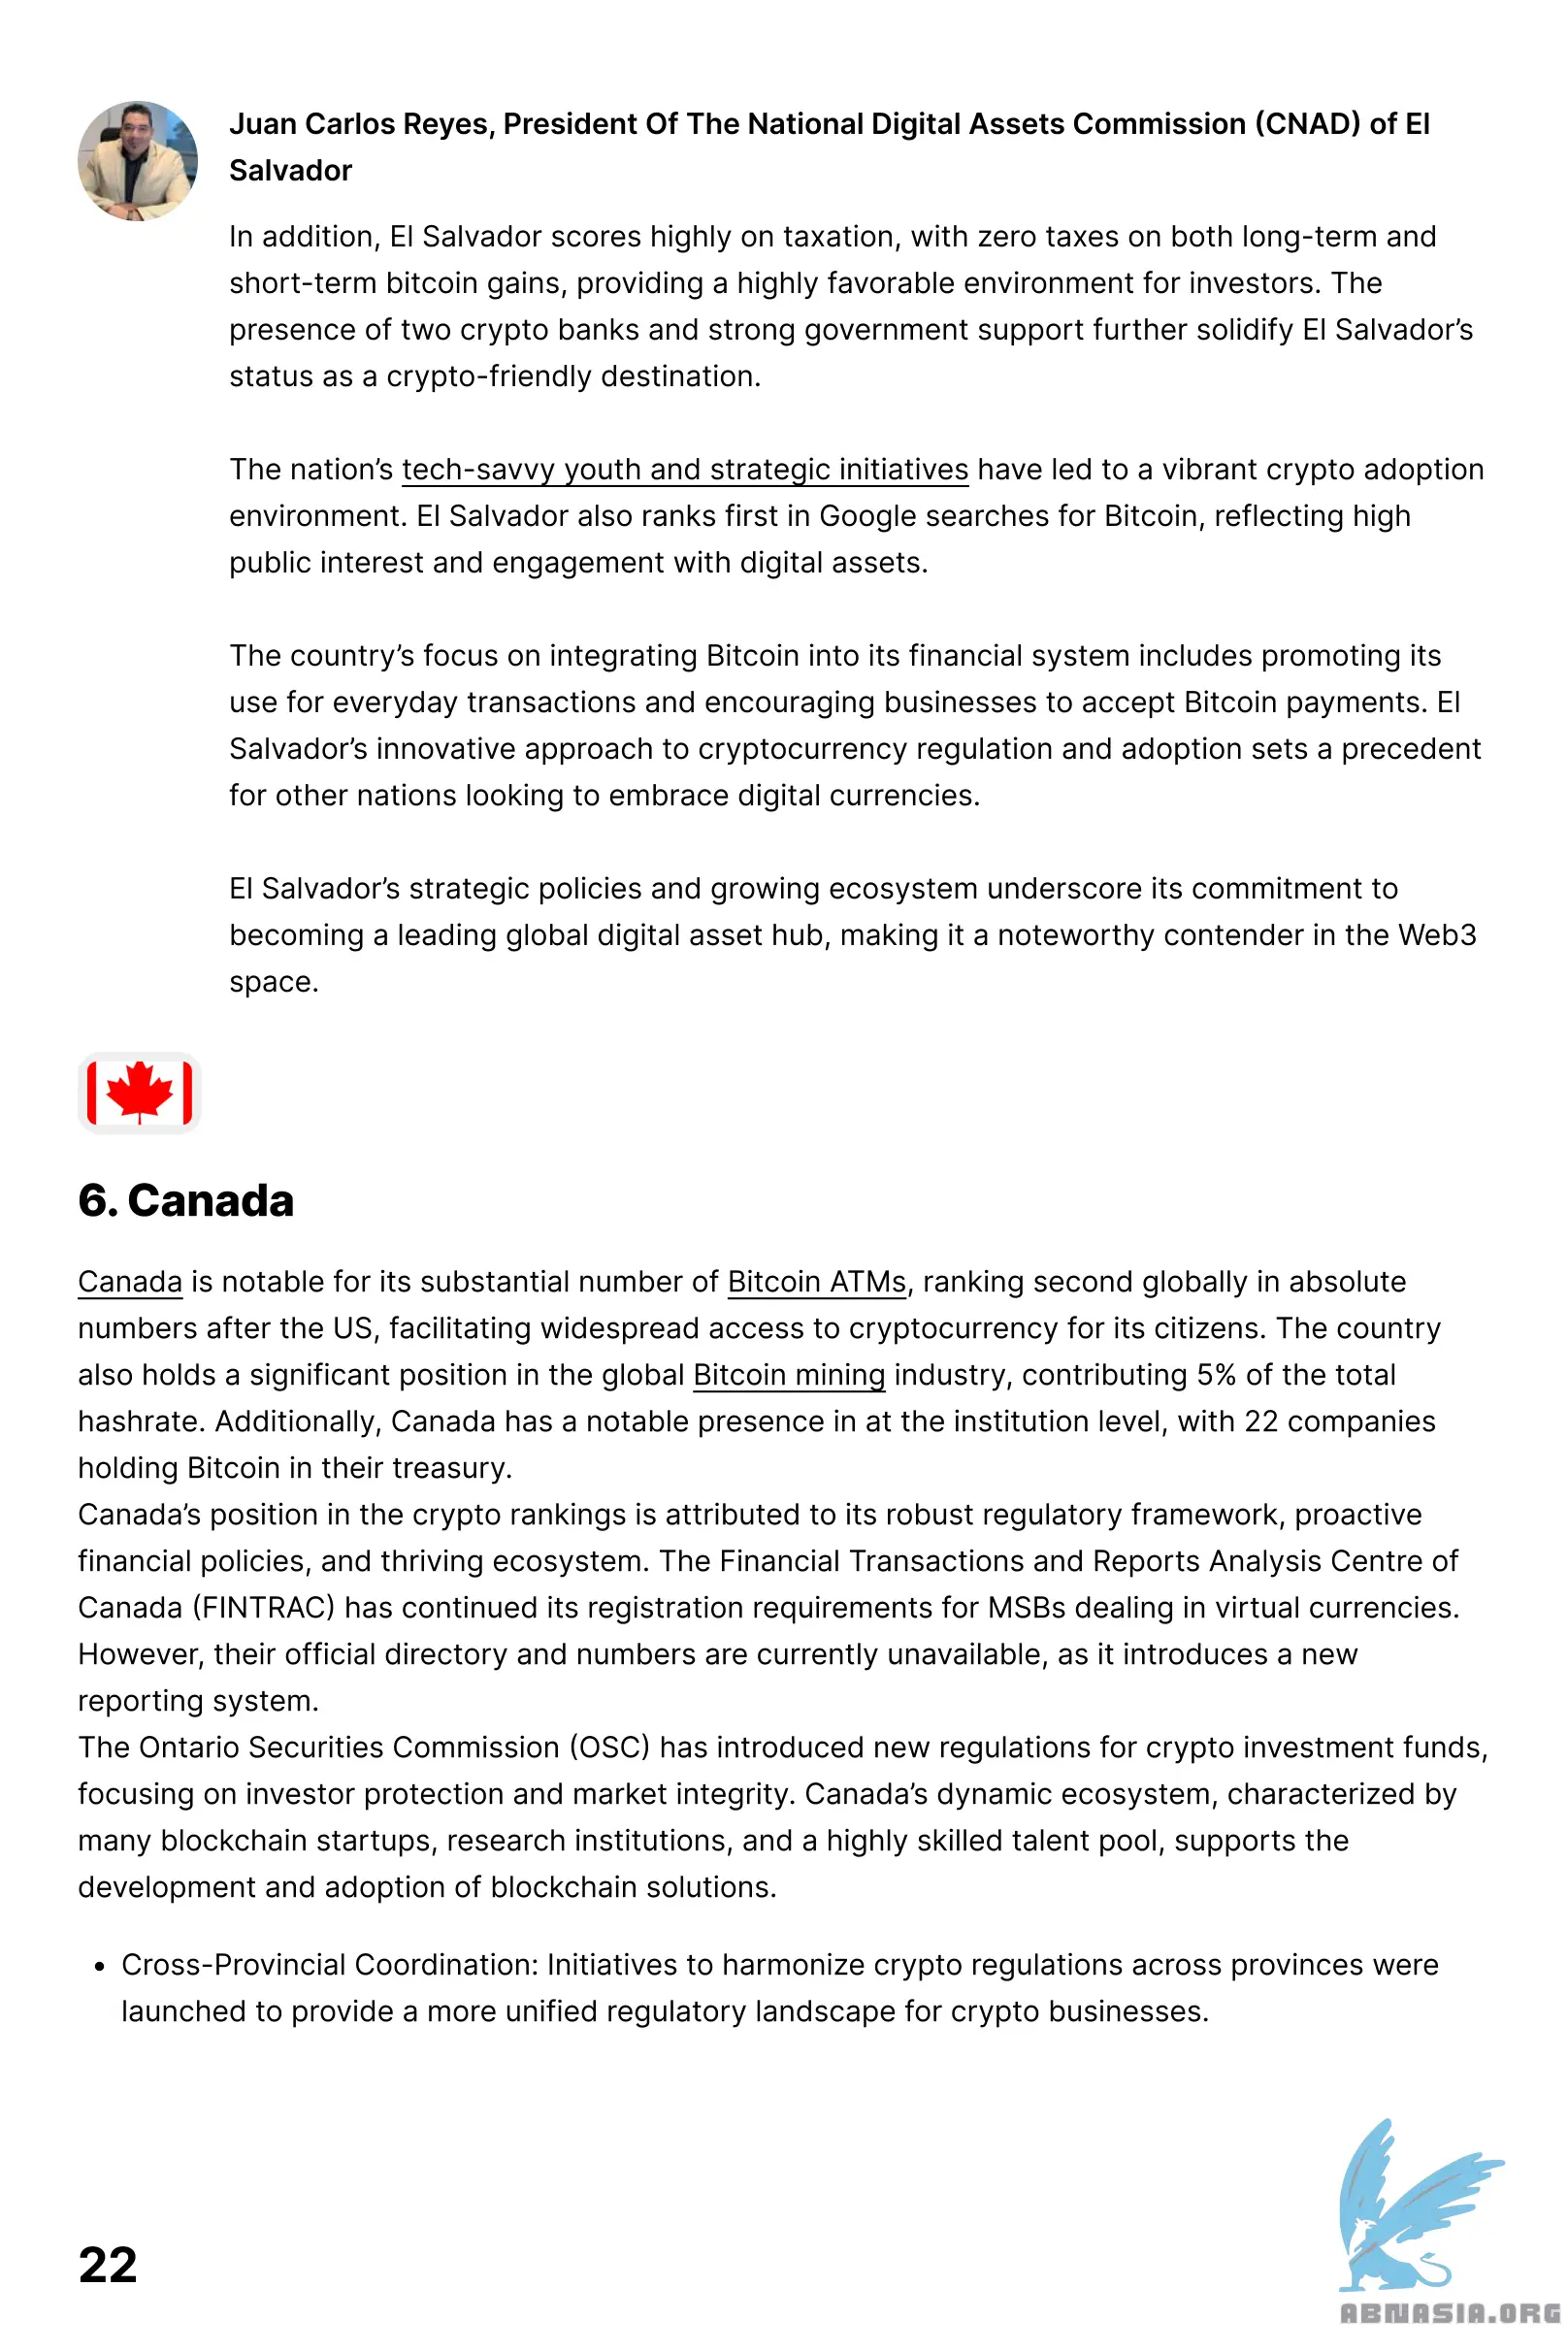 Juan Carlos Reyes, President Of The National Digital Assets Commission (CNAD) of El
Salvador
In addition, El Salvador scores highly on taxation, with zero taxes on both long-term and
short-term bitcoin gains, providing a highly favorable environment for investors. The
presence of two crypto banks and strong government support further solidify El Salvador’s
status as a crypto-friendly destination.
The nation’s tech-savvy youth and strategic initiatives have led to a vibrant crypto adoption
environment. El Salvador also ranks first in Google searches for Bitcoin, reflecting high
public interest and engagement with digital assets.
The country’s focus on integrating Bitcoin into its financial system includes promoting its
use for everyday transactions and encouraging businesses to accept Bitcoin payments. El
Salvador’s innovative approach to cryptocurrency regulation and adoption sets a precedent
for other nations looking to embrace digital currencies.
El Salvador’s strategic policies and growing ecosystem underscore its commitment to
becoming a leading global digital asset hub, making it a noteworthy contender in the Web3
space.
6. Canada
Canada is notable for its substantial number of Bitcoin ATMs, ranking second globally in absolute
numbers after the US, facilitating widespread access to cryptocurrency for its citizens. The country
also holds a significant position in the global Bitcoin mining industry, contributing 5% of the total
hashrate. Additionally, Canada has a notable presence in at the institution level, with 22 companies
holding Bitcoin in their treasury.
Canada’s position in the crypto rankings is attributed to its robust regulatory framework, proactive
financial policies, and thriving ecosystem. The Financial Transactions and Reports Analysis Centre of
Canada (FINTRAC) has continued its registration requirements for MSBs dealing in virtual currencies.
However, their official directory and numbers are currently unavailable, as it introduces a new
reporting system.
The Ontario Securities Commission (OSC) has introduced new regulations for crypto investment funds,
focusing on investor protection and market integrity. Canada’s dynamic ecosystem, characterized by
many blockchain startups, research institutions, and a highly skilled talent pool, supports the
development and adoption of blockchain solutions.
• Cross-Provincial Coordination: Initiatives to harmonize crypto regulations across provinces were
launched to provide a more unified regulatory landscape for crypto businesses.
22
ABNASIA.ORG